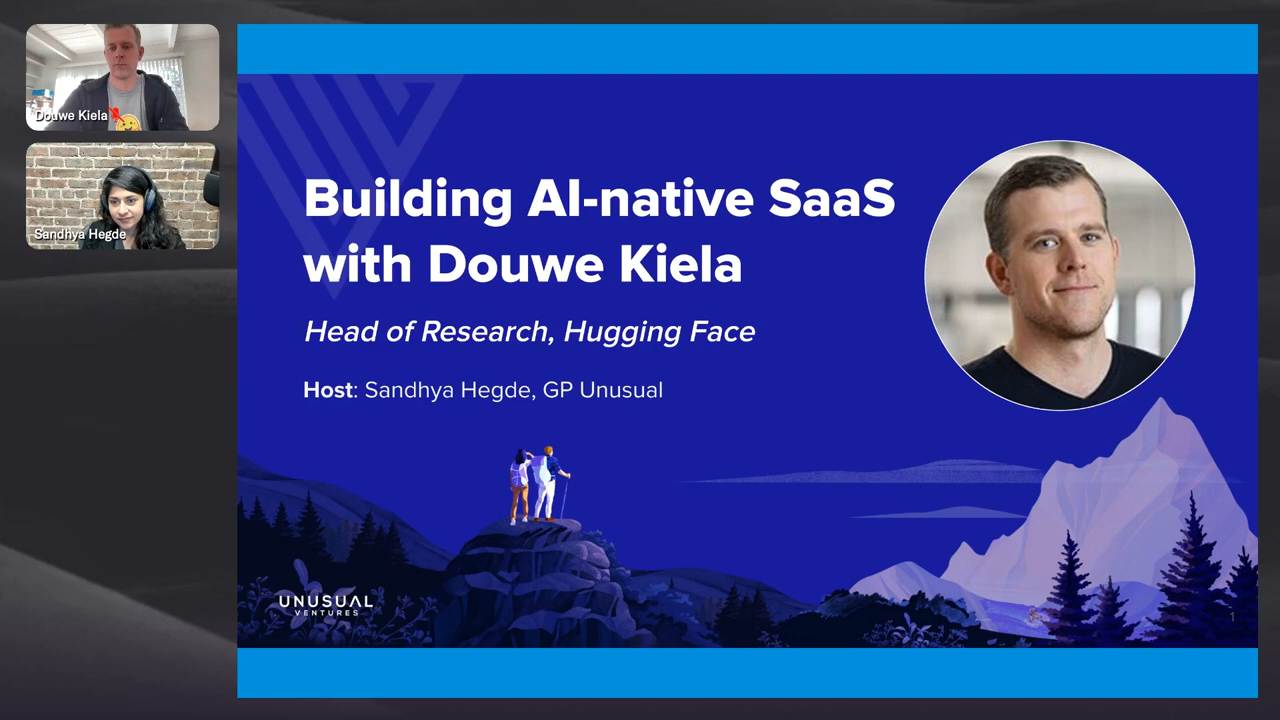 Douwe Kiela
Sandhya Hegde
Building AI-native SaaS
with Douwe Kiela
Head of Research, Hugging Face
Host: Sandhya Hegde, GP Unusual
UNUSUAL
VENTURES
1